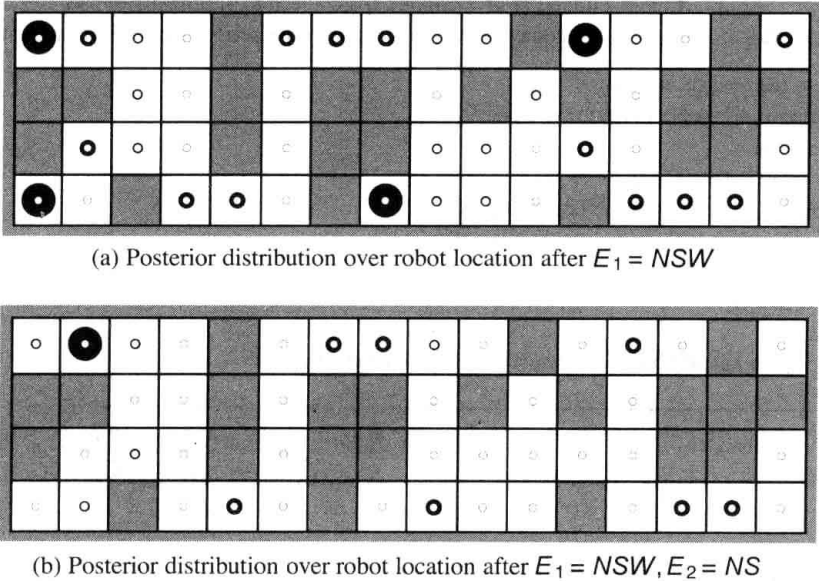 (a) Posterior distribution over robot location after E₁ = NSW
(b) Posterior distribution over robot location after E₁ = NSW, E₂ = NS